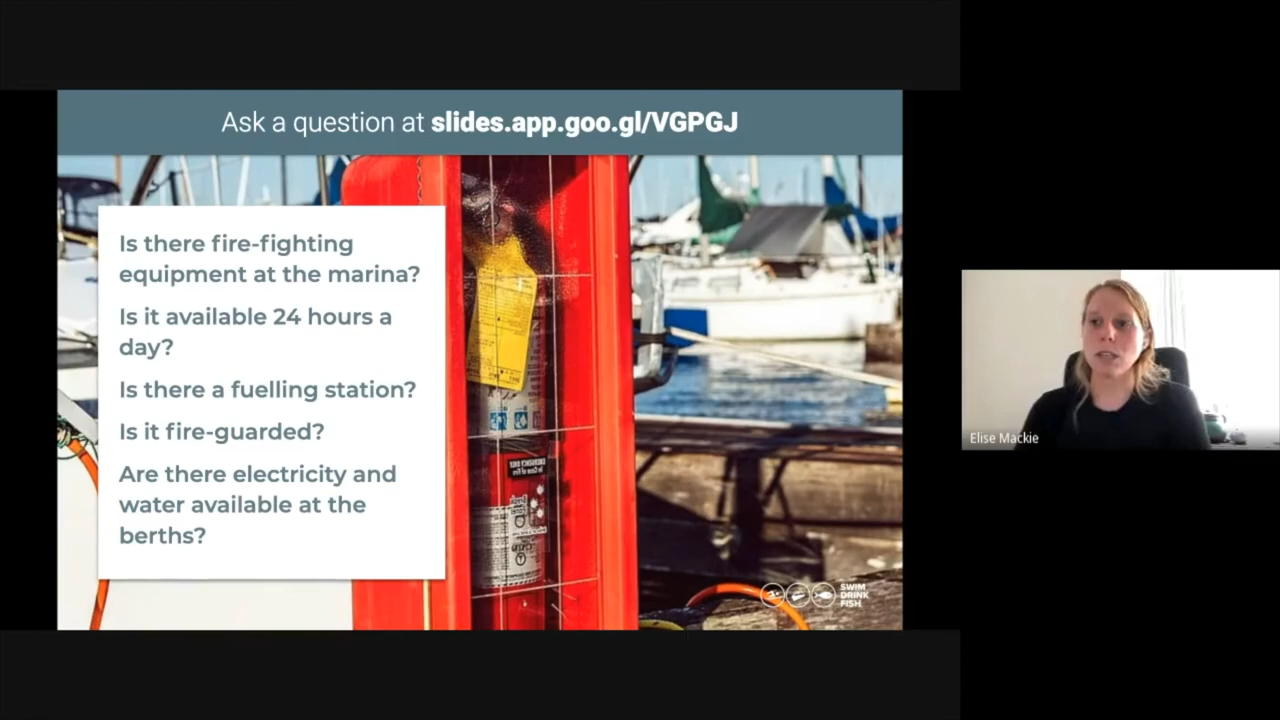 Ask a question at slides.app.goo.gl/VGPGJ
Is there fire-fighting
equipment at the marina?
Is it available 24 hours a
day?
Is there a fuelling station?
Is it fire-guarded?
Are there electricity and
water available at the
berths?
SWIM
DRINK
FISH
Elise Mackie